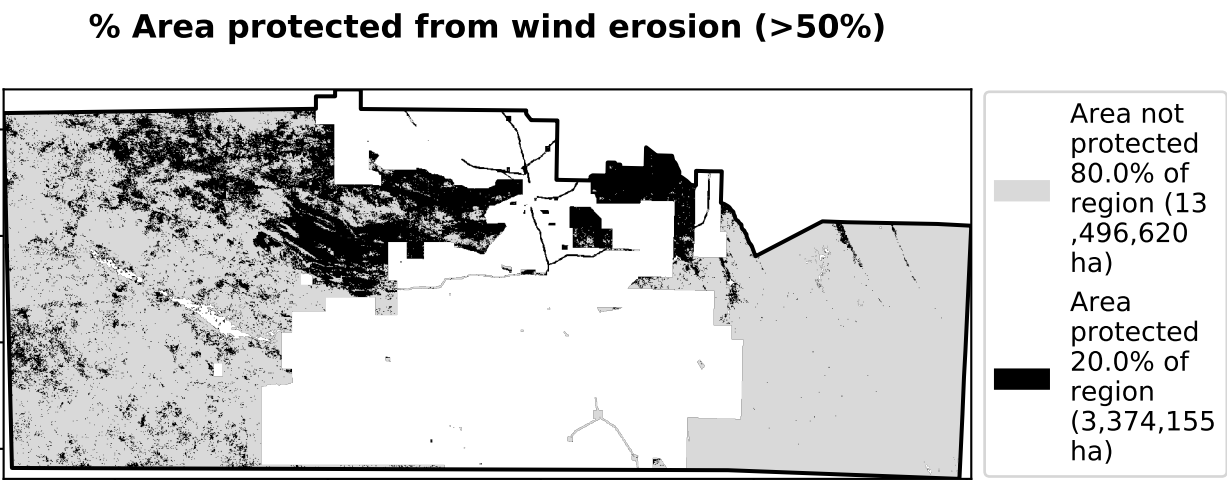 % Area protected from wind erosion (>50%)
Area not
protected
80.0% of
region (13
,496,620
ha)
Area
protected
20.0% of
region
(3,374,155
ha)